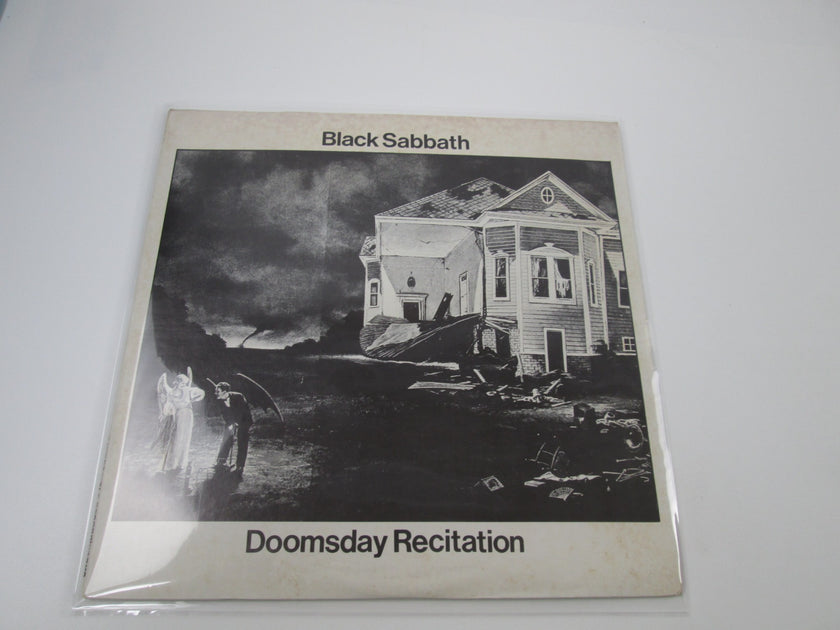 Black Sabbath
Doomsday Recitation